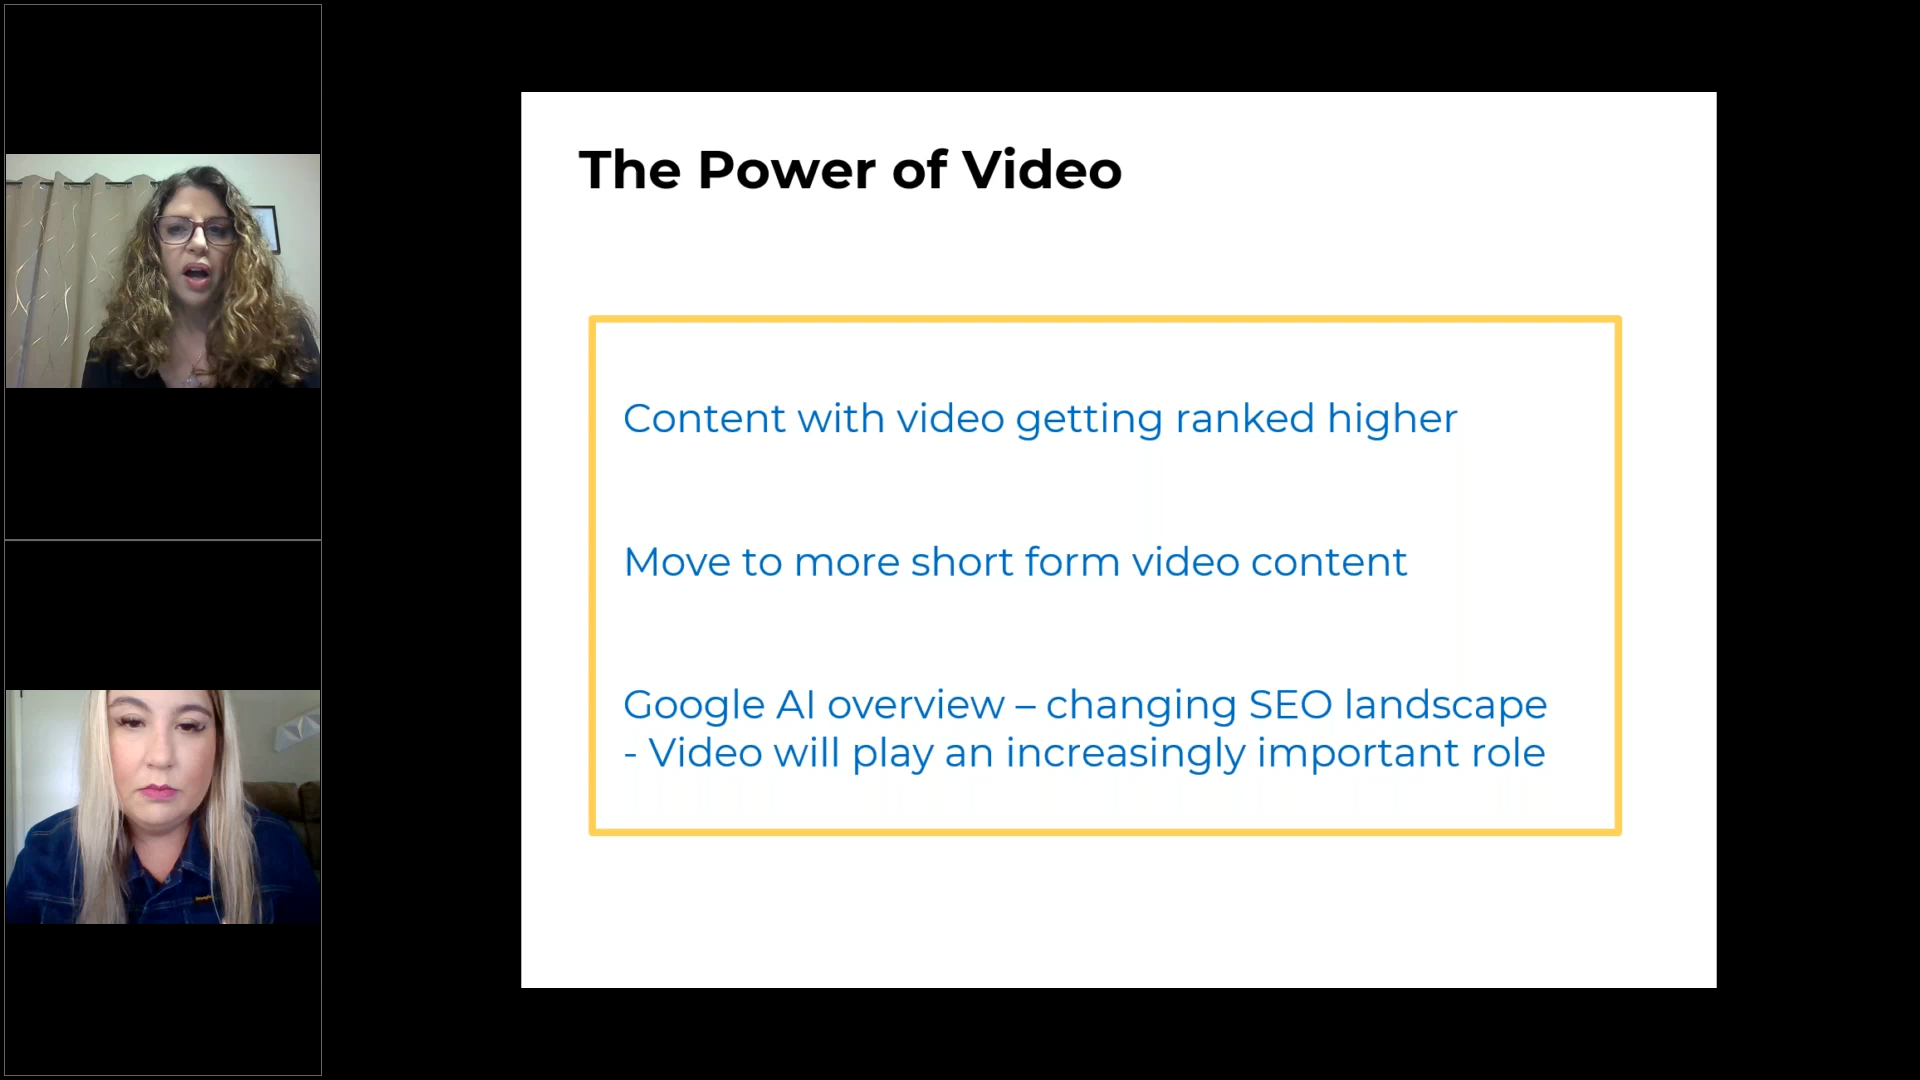 The Power of Video
Content with video getting ranked higher
Move to more short form video content
Google AI overview – changing SEO landscape
- Video will play an increasingly important role